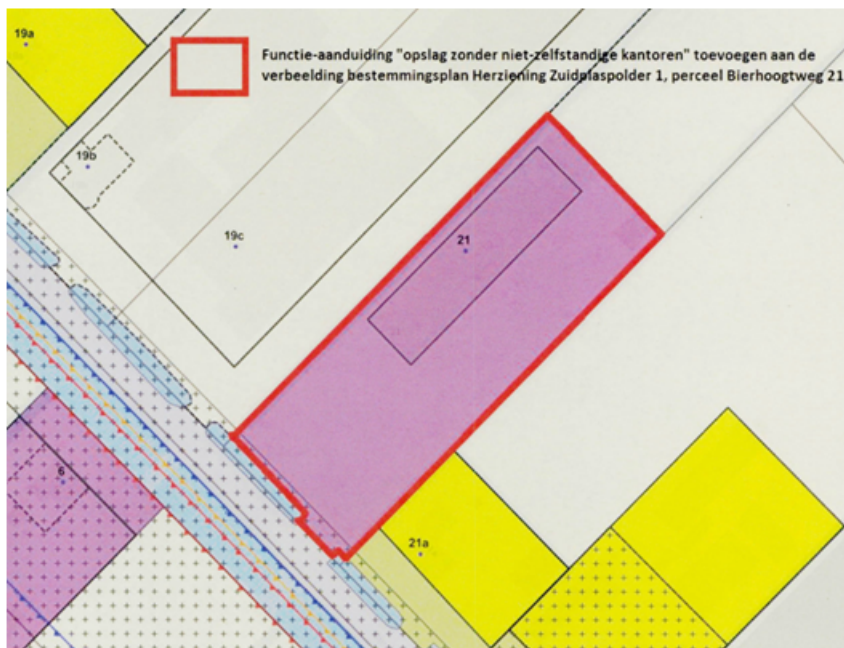 19a
Functie-aanduiding "opslag zonder niet-zelfstandige kantoren" toevoegen aan de
verbeelding bestemmingsplan Herziening Zuidplaspolder 1, perceel Bierhoogtweg 21
19b
19c
21
6
21a